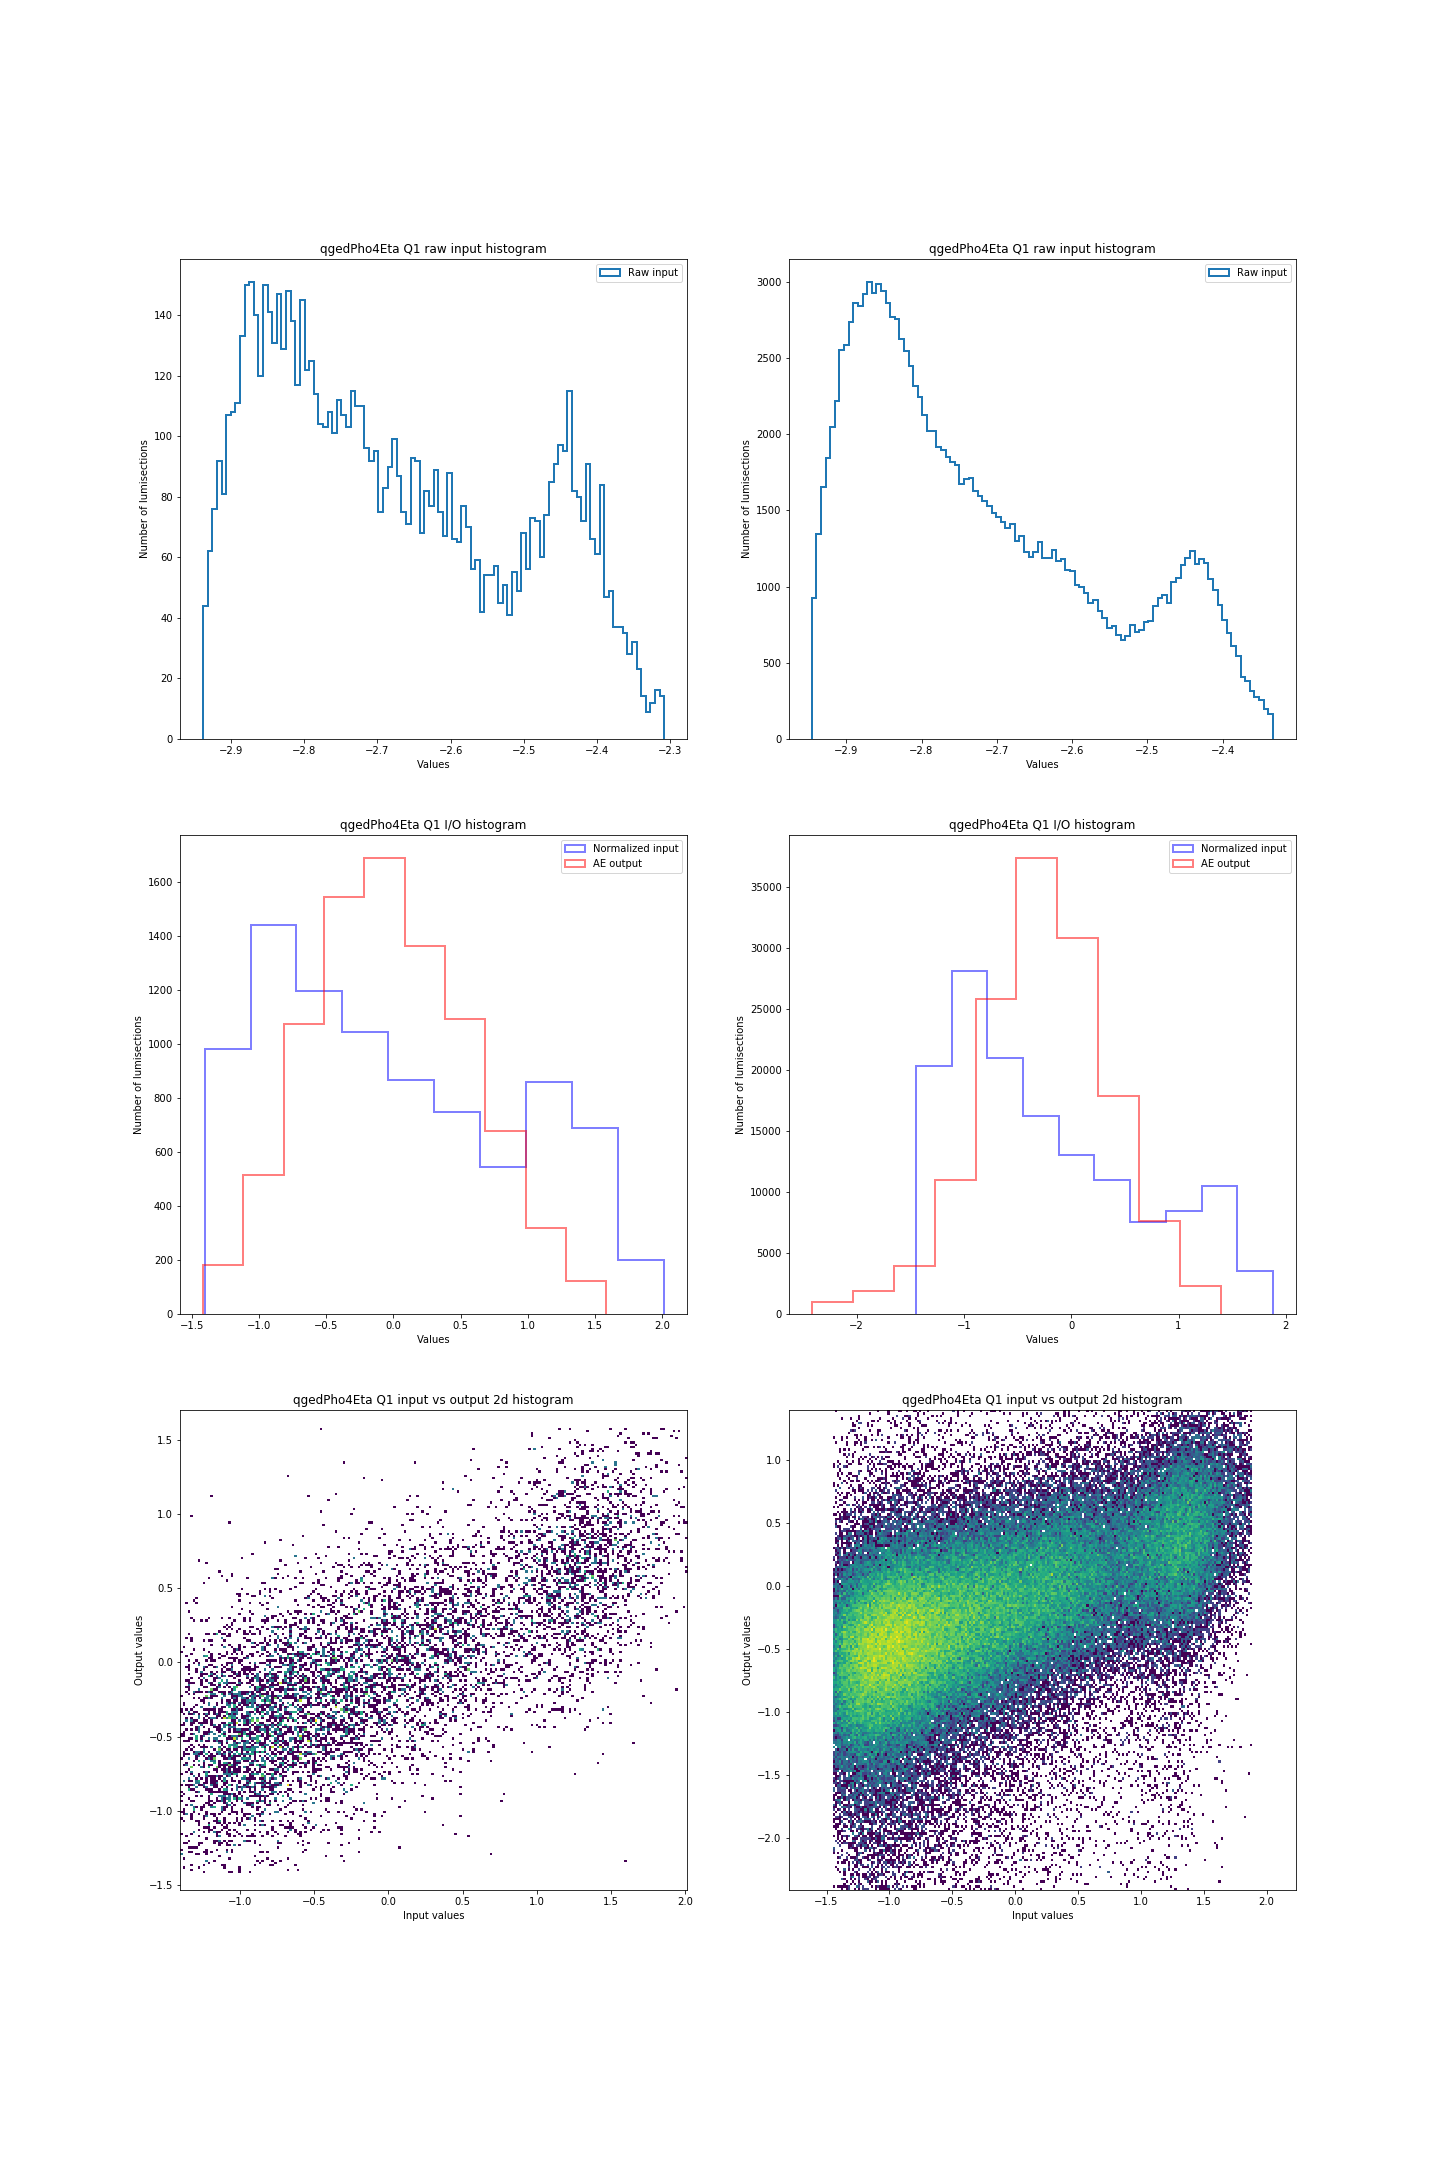 qgedPho4Eta Q1 raw input histogram
Raw input
Number of lumisections
140
120
100
80
60
40
20
0
−2.9 −2.8 −2.7 −2.6 −2.5 −2.4 −2.3
Values
qgedPho4Eta Q1 raw input histogram
Raw input
Number of lumisections
3000
2500
2000
1500
1000
500
0
−2.9 −2.8 −2.7 −2.6 −2.5 −2.4
Values
qgedPho4Eta Q1 I/O histogram
Normalized input
AE output
Number of lumisections
1600
1400
1200
1000
800
600
400
200
0
−1.5 −1.0 −0.5 0.0 0.5 1.0 1.5 2.0
Values
qgedPho4Eta Q1 I/O histogram
Normalized input
AE output
Number of lumisections
35000
30000
25000
20000
15000
10000
5000
0
−2 −1 0 1 2
Values
qgedPho4Eta Q1 input vs output 2d histogram
Output values
1.5
1.0
0.5
0.0
−0.5
−1.0
−1.5
−1.0 −0.5 0.0 0.5 1.0 1.5 2.0
Input values
qgedPho4Eta Q1 input vs output 2d histogram
Output values
1.0
0.5
0.0
−0.5
−1.0
−1.5
−2.0
−1.5 −1.0 −0.5 0.0 0.5 1.0 1.5 2.0
Input values